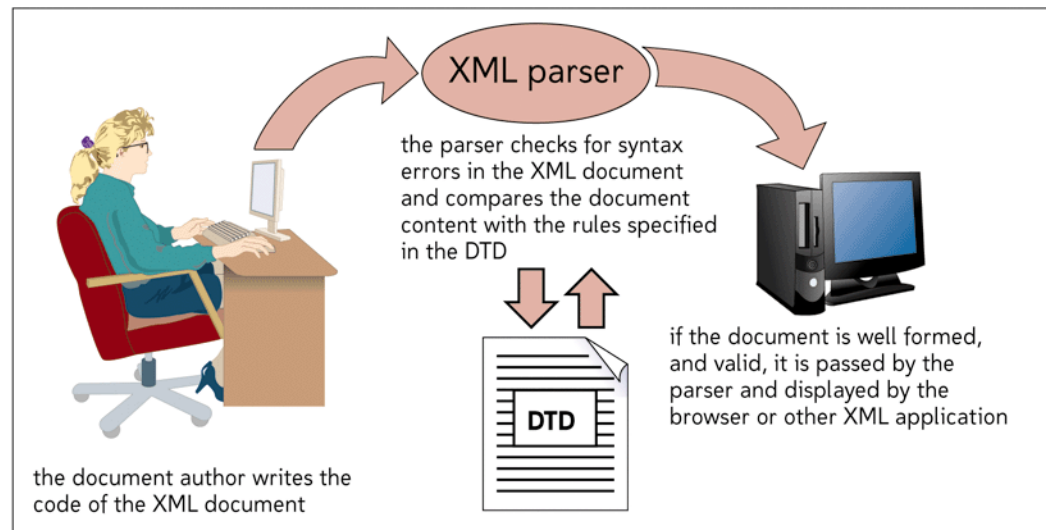 XML parser
the parser checks for syntax
errors in the XML document
and compares the document
content with the rules specified
in the DTD
DTD
if the document is well formed,
and valid, it is passed by the
parser and displayed by the
browser or other XML application
the document author writes the
code of the XML document